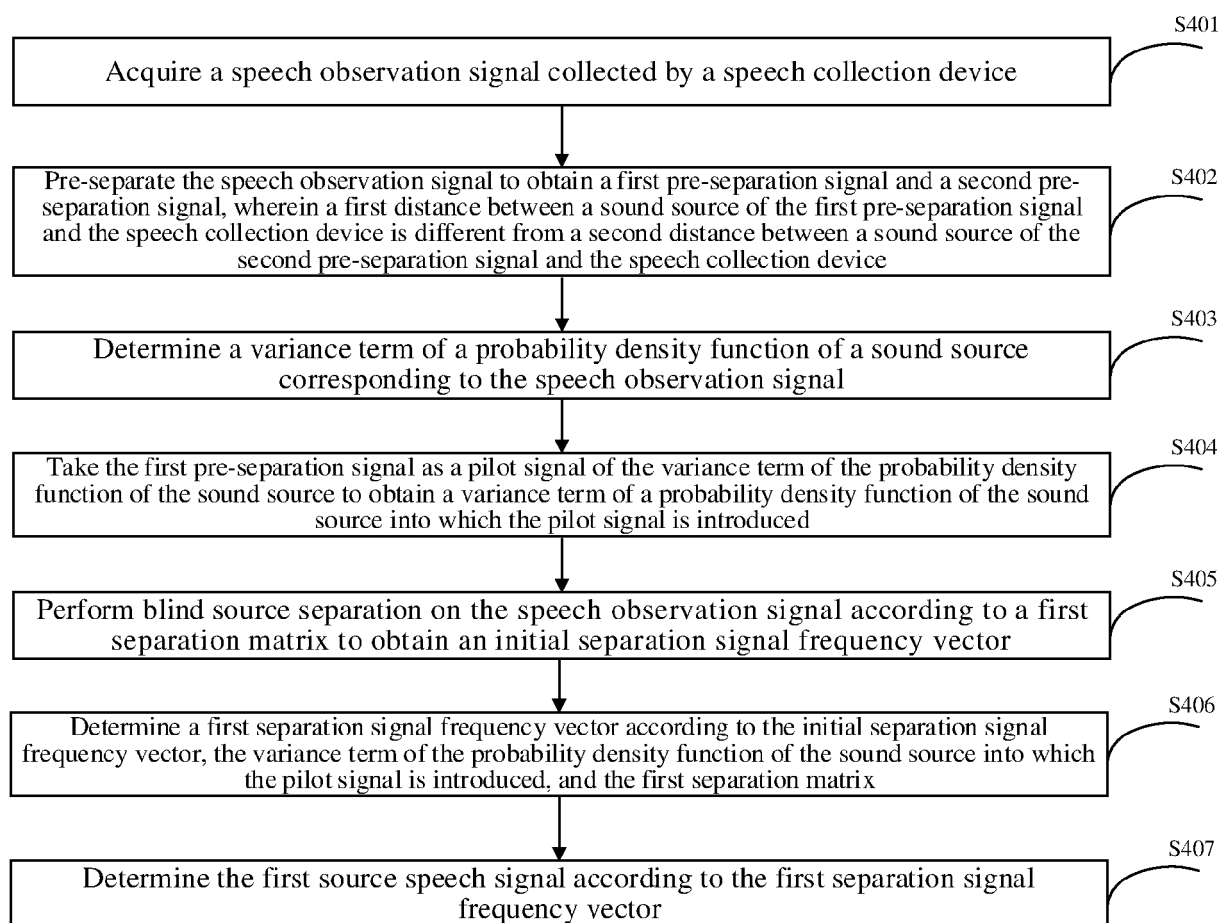 S401
Acquire a speech observation signal collected by a speech collection device
S402
Pre-separate the speech observation signal to obtain a first pre-separation signal and a second pre-
separation signal, wherein a first distance between a sound source of the first pre-separation signal
and the speech collection device is different from a second distance between a sound source of the
second pre-separation signal and the speech collection device
S403
Determine a variance term of a probability density function of a sound source
corresponding to the speech observation signal
S404
Take the first pre-separation signal as a pilot signal of the variance term of the probability density
function of the sound source to obtain a variance term of a probability density function of the sound
source into which the pilot signal is introduced
S405
Perform blind source separation on the speech observation signal according to a first
separation matrix to obtain an initial separation signal frequency vector
S406
Determine a first separation signal frequency vector according to the initial separation signal
frequency vector, the variance term of the probability density function of the sound source into which
the pilot signal is introduced, and the first separation matrix
S407
Determine the first source speech signal according to the first separation signal
frequency vector